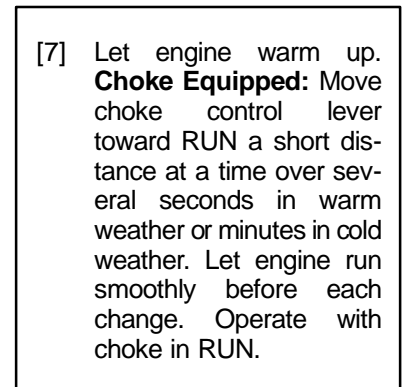 [7] Let engine warm up.
Choke Equipped: Move
choke control lever
toward RUN a short dis-
tance at a time over sev-
eral seconds in warm
weather or minutes in cold
weather. Let engine run
smoothly before each
change. Operate with
choke in RUN.